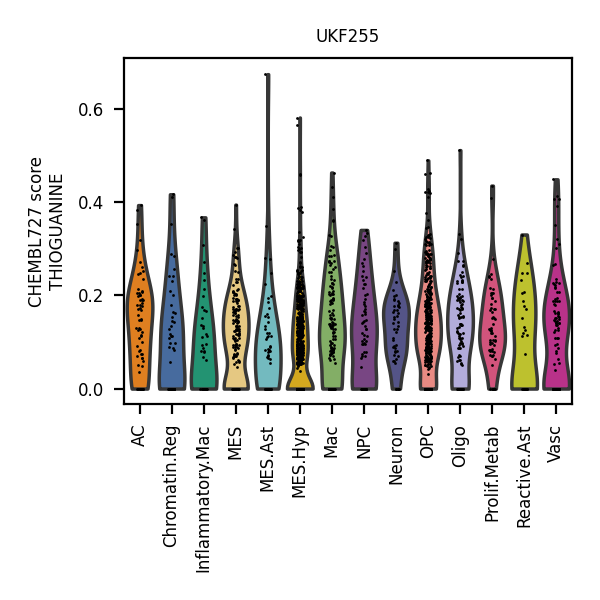 UKF255
CHEMBL727 score
THIOGUANINE
0.6
0.4
0.2
0.0
AC
Chromatin.Reg
Inflammatory.Mac
MES
MES.Ast
MES.Hyp
Mac
NPC
Neuron
OPC
Oligo
Prolif.Metab
Reactive.Ast
Vasc